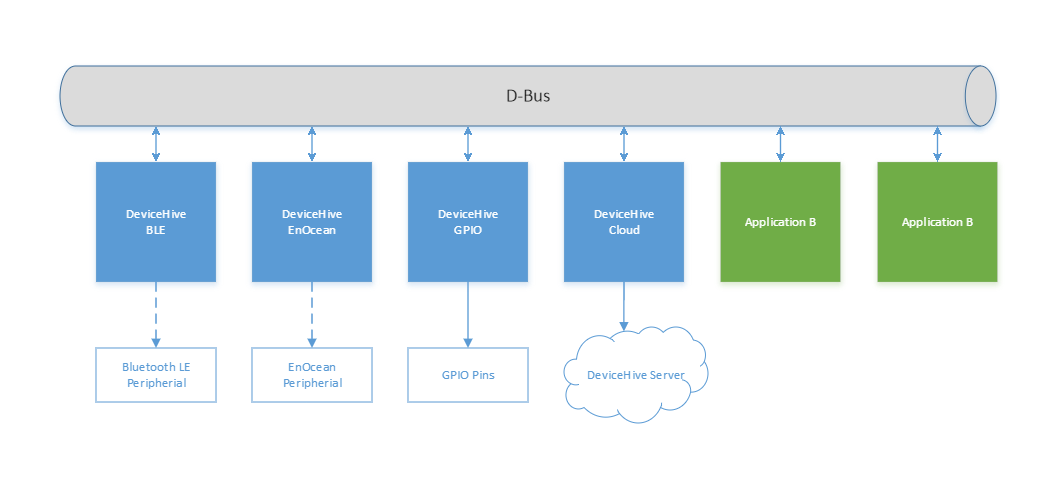 D-Bus
DeviceHive
BLE
DeviceHive
EnOcean
DeviceHive
GPIO
DeviceHive
Cloud
Application B
Application B
Bluetooth LE
Peripherial
EnOcean
Peripherial
GPIO Pins
DeviceHive Server